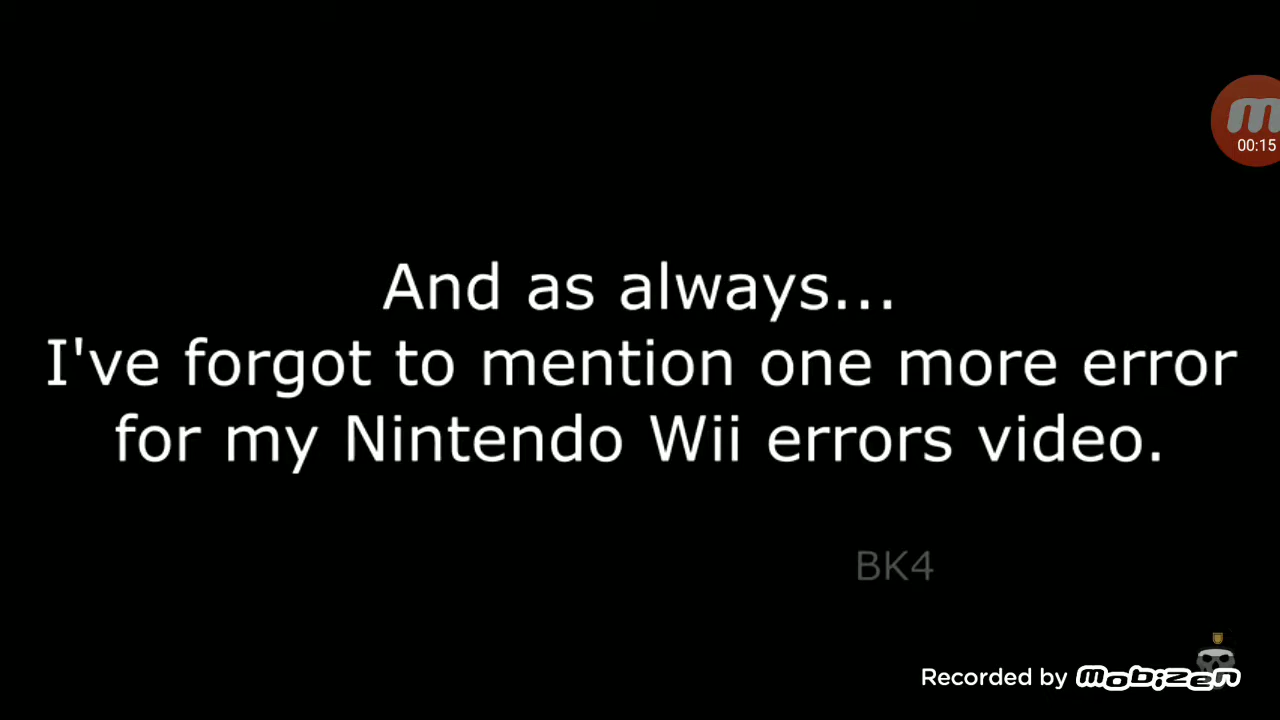 00:15
And as always...
I've forgot to mention one more error
for my Nintendo Wii errors video.
BK4
Recorded by mobizen